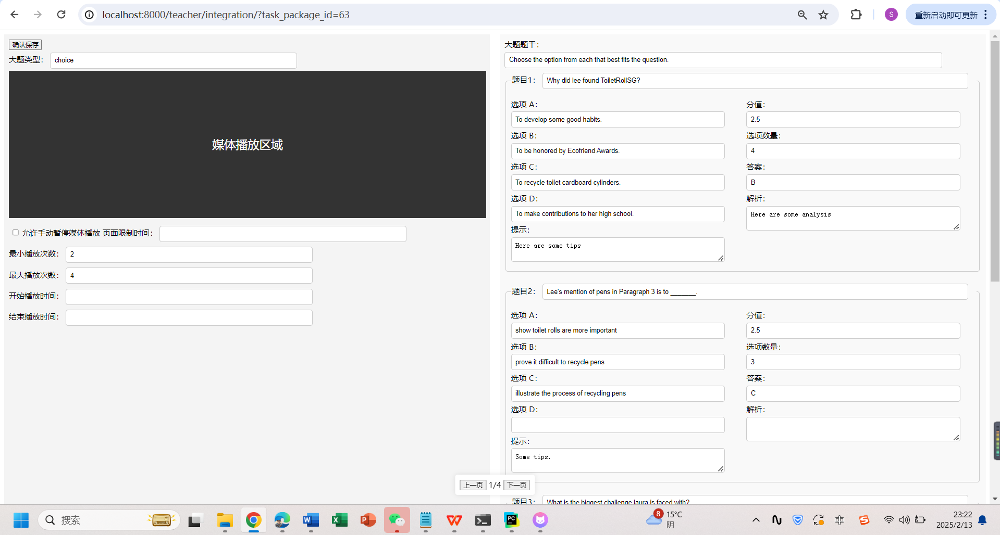 localhost:8000/teacher/integration/?task_package_id=63
S
重新启动即可更新
确认保存
大题类型：
choice
媒体播放区域
允许手动暂停媒体播放 页面限制时间：
最小播放次数：
2
最大播放次数：
4
开始播放时间：
结束播放时间：
大题题干：
Choose the option from each that best fits the question.
题目1：
Why did lee found ToiletRollSG?
选项 A：
To develop some good habits.
选项 B：
To be honored by Ecofriend Awards.
选项 C：
To recycle toilet cardboard cylinders.
选项 D：
To make contributions to her high school.
提示：
Here are some tips
分值：
2.5
选项数量：
4
答案：
B
解析：
Here are some analysis
题目2：
Lee's mention of pens in Paragraph 3 is to _______.
选项 A：
show toilet rolls are more important
选项 B：
prove it difficult to recycle pens
选项 C：
illustrate the process of recycling pens
选项 D：
提示：
Some tips.
分值：
2.5
选项数量：
3
答案：
C
解析：
题目3：
What is the biggest challenge laura is faced with?
上一页 1/4 下一页
搜索
W
X
P
W
PC
8
15°C
阴
中
S
23:22
2025/2/13